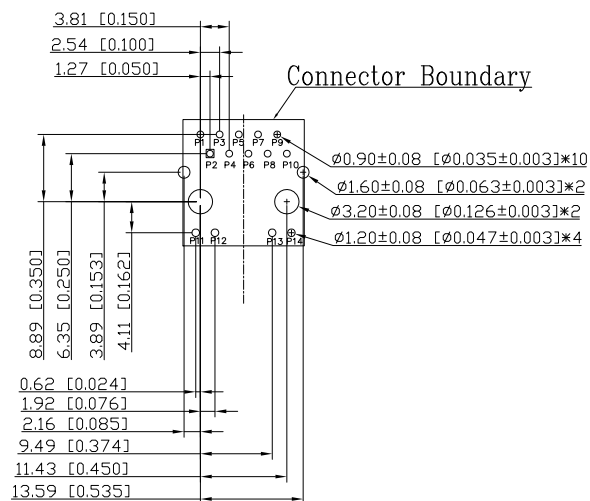 3.81 [0.150]
2.54 [0.100]
1.27 [0.050]
Connector Boundary
P1 P3 P5 P7 P9
P2 P4 P6 P8 P10
Ø0.90±0.08 [Ø0.035±0.003]*10
Ø1.60±0.08 [Ø0.063±0.003]*2
Ø3.20±0.08 [Ø0.126±0.003]*2
P11 P12 P13 P14
Ø1.20±0.08 [Ø0.047±0.003]*4
8.89 [0.350]
6.35 [0.250]
3.89 [0.153]
4.11 [0.162]
0.62 [0.024]
1.92 [0.076]
2.16 [0.085]
9.49 [0.374]
11.43 [0.450]
13.59 [0.535]